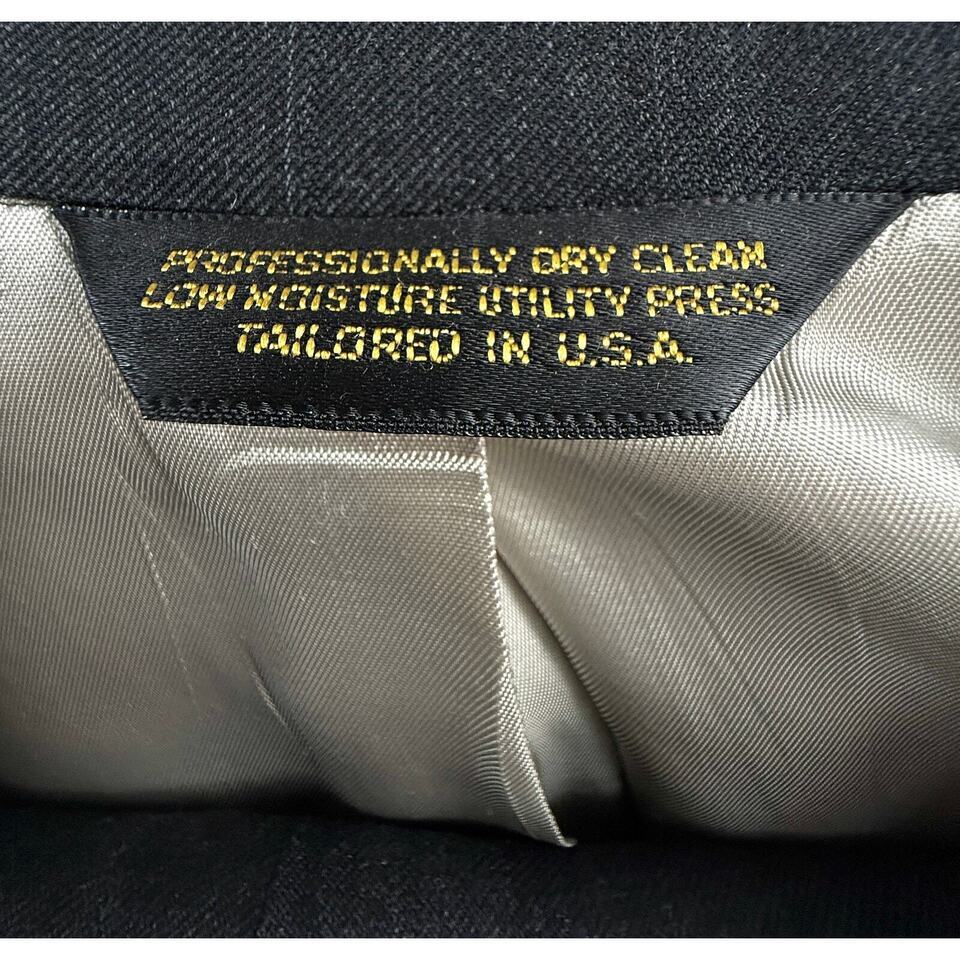 PROFESSIONALLY DRY CLEAN
LOW MOISTURE UTILITY PRESS
TAILORED IN U.S.A.